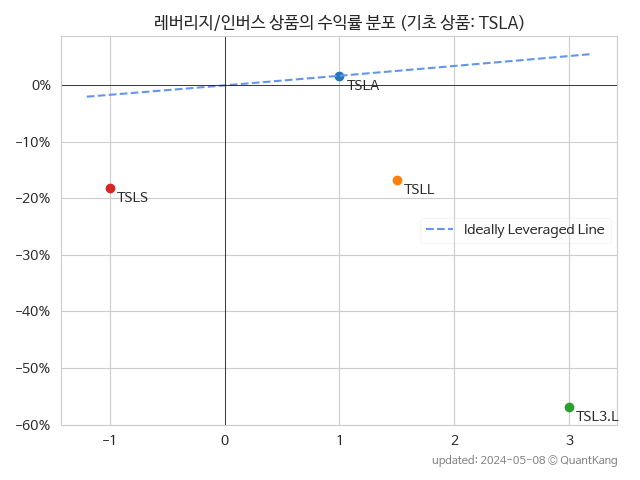 레버리지/인버스 상품의 수익률 분포 (기초 상품: TSLA)
0%
−10%
−20%
−30%
−40%
−50%
−60%
TSLA
TSLS
TSLL
Ideally Leveraged Line
TSL3.L
−1
0
1
2
3
updated: 2024-05-08 © QuantKang